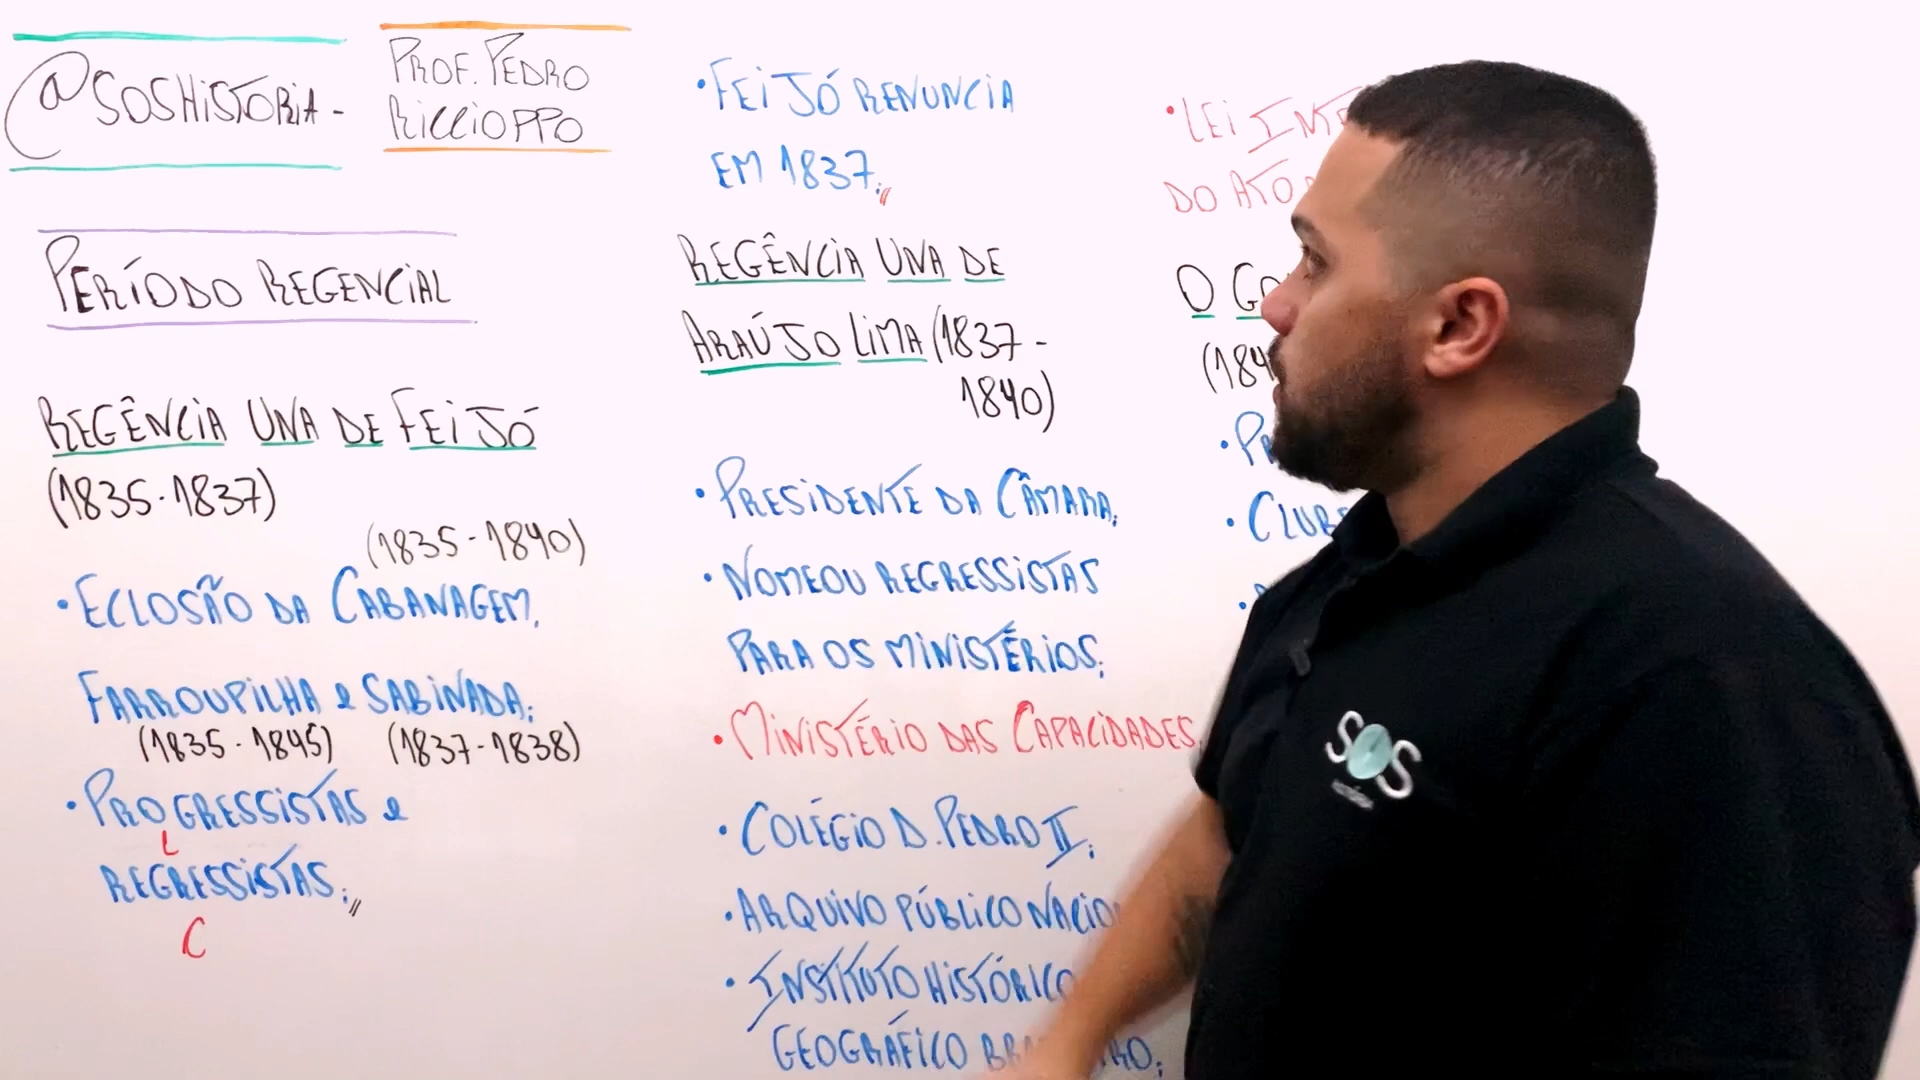 @SOSHISTORIA -
PROF. PEDRO
RICCIOPPO
PERÍODO REGENCIAL
REGÊNCIA UNA DE FEIJÓ
(1835-1837)
(1835-1840)
• ECLOSÃO DA CABANAGEM,
FARROUPILHA e SABINADA;
(1835-1845) (1837-1838)
• PROGRESSISTAS e
L
REGRESSISTAS;
C
• FEIJÓ RENUNCIA
EM 1837;
REGÊNCIA UNA DE
ARAÚJO LIMA (1837-
1840)
• PRESIDENTE DA CÂMARA;
• NOMEOU REGRESSISTAS
PARA OS MINISTÉRIOS;
• MINISTÉRIO DAS CAPACIDADES;
• COLÉGIO D. PEDRO II;
• ARQUIVO PÚBLICO
• INSTITUTO HISTÓRICO
GEOGRÁFICO
• LEI
DO
O
SOS